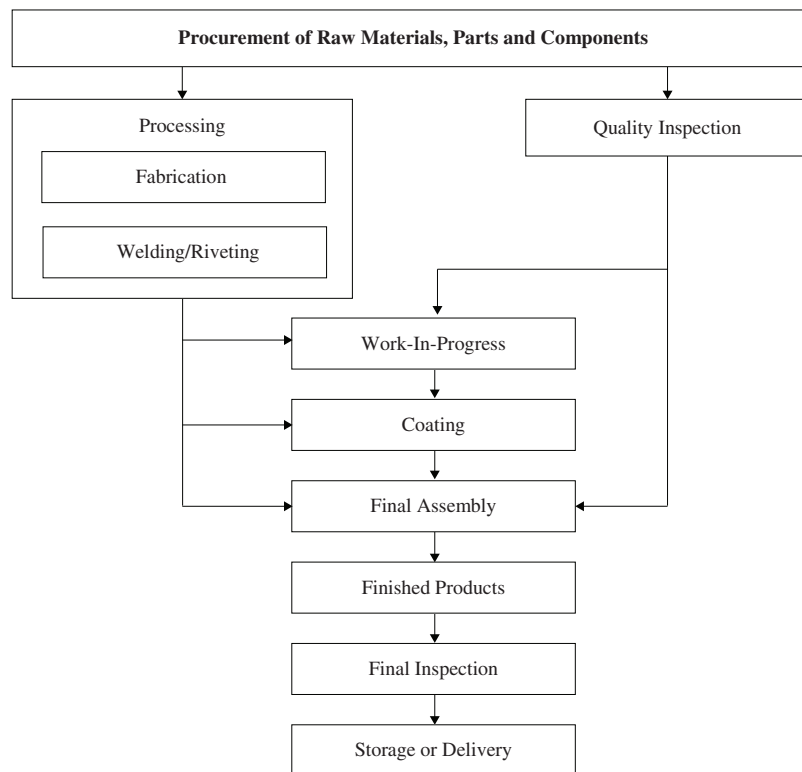 Procurement of Raw Materials, Parts and Components
Processing
Quality Inspection
Fabrication
Welding/Riveting
Work-In-Progress
Coating
Final Assembly
Finished Products
Final Inspection
Storage or Delivery